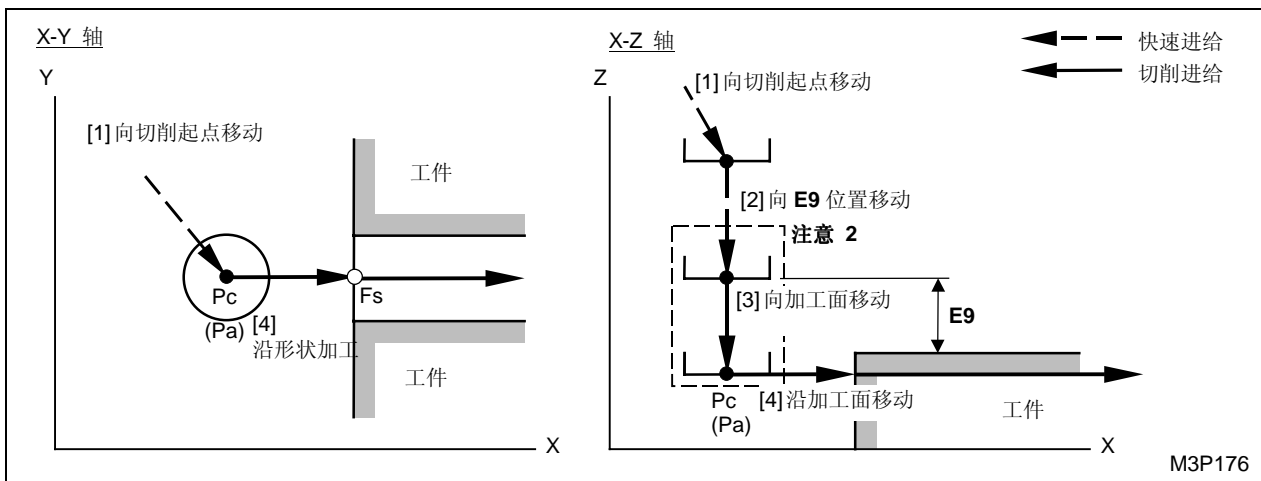 X-Y 轴
Y
[1]向切削起点移动
工件
Pc
(Pa)
Fs
[4]
沿形状加工
工件
X
X-Z 轴
Z
[1]向切削起点移动
快速进给
切削进给
[2]向 E9 位置移动
注意 2
[3]向加工面移动
E9
Pc
(Pa)
[4]沿加工面移动
工件
X
M3P176